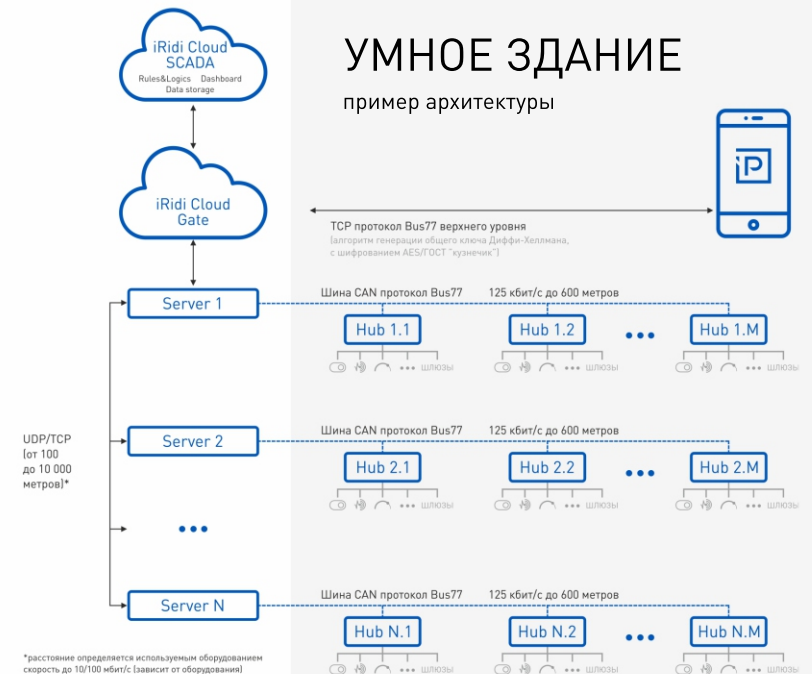 iRidi Cloud
SCADA
Rules&Logics Dashboard
Data storage
УМНОЕ ЗДАНИЕ
пример архитектуры
iP
iRidi Cloud
Gate
TCP протокол Bus77 верхнего уровня
(алгоритм генерации общего ключа Диффи-Хеллмана,
с шифрованием AES/ГОСТ "кузнечик")
Server 1
Шина CAN протокол Bus77 125 кбит/с до 600 метров
Hub 1.1 Hub 1.2 Hub 1.M
шлюзы шлюзы шлюзы
UDP/TCP
(от 100
до 10 000
метров)*
Server 2
Шина CAN протокол Bus77 125 кбит/с до 600 метров
Hub 2.1 Hub 2.2 Hub 2.M
шлюзы шлюзы шлюзы
Server N
Шина CAN протокол Bus77 125 кбит/с до 600 метров
Hub N.1 Hub N.2 Hub N.M
шлюзы шлюзы шлюзы
*расстояние определяется используемым оборудованием
скорость до 10/100 мбит/с (зависит от оборудования)